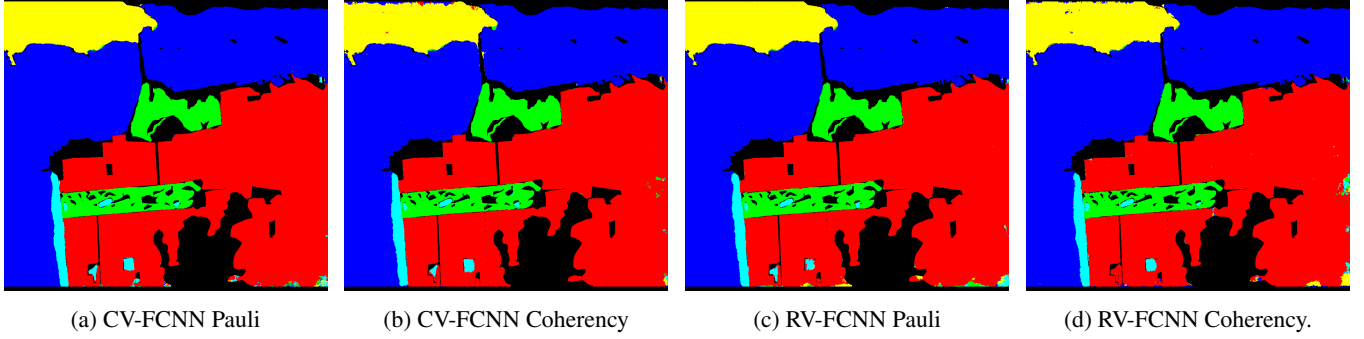 (a) CV-FCNN Pauli
(b) CV-FCNN Coherency
(c) RV-FCNN Pauli
(d) RV-FCNN Coherency.